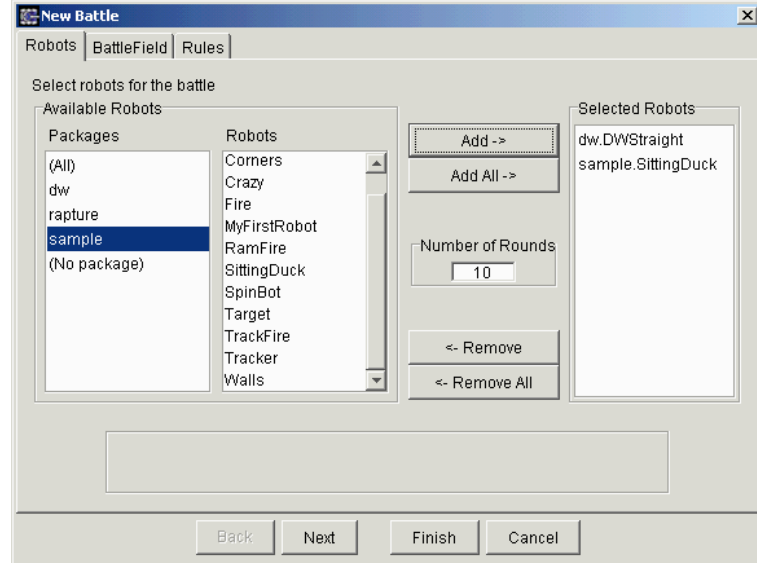 New Battle
Robots
BattleField
Rules
Select robots for the battle
Available Robots
Packages
(All)
dw
rapture
sample
(No package)
Robots
Corners
Crazy
Fire
MyFirstRobot
RamFire
SittingDuck
SpinBot
Target
TrackFire
Tracker
Walls
Add ->
Add All ->
Number of Rounds
10
<- Remove
<- Remove All
Selected Robots
dw.DWStraight
sample.SittingDuck
Back
Next
Finish
Cancel